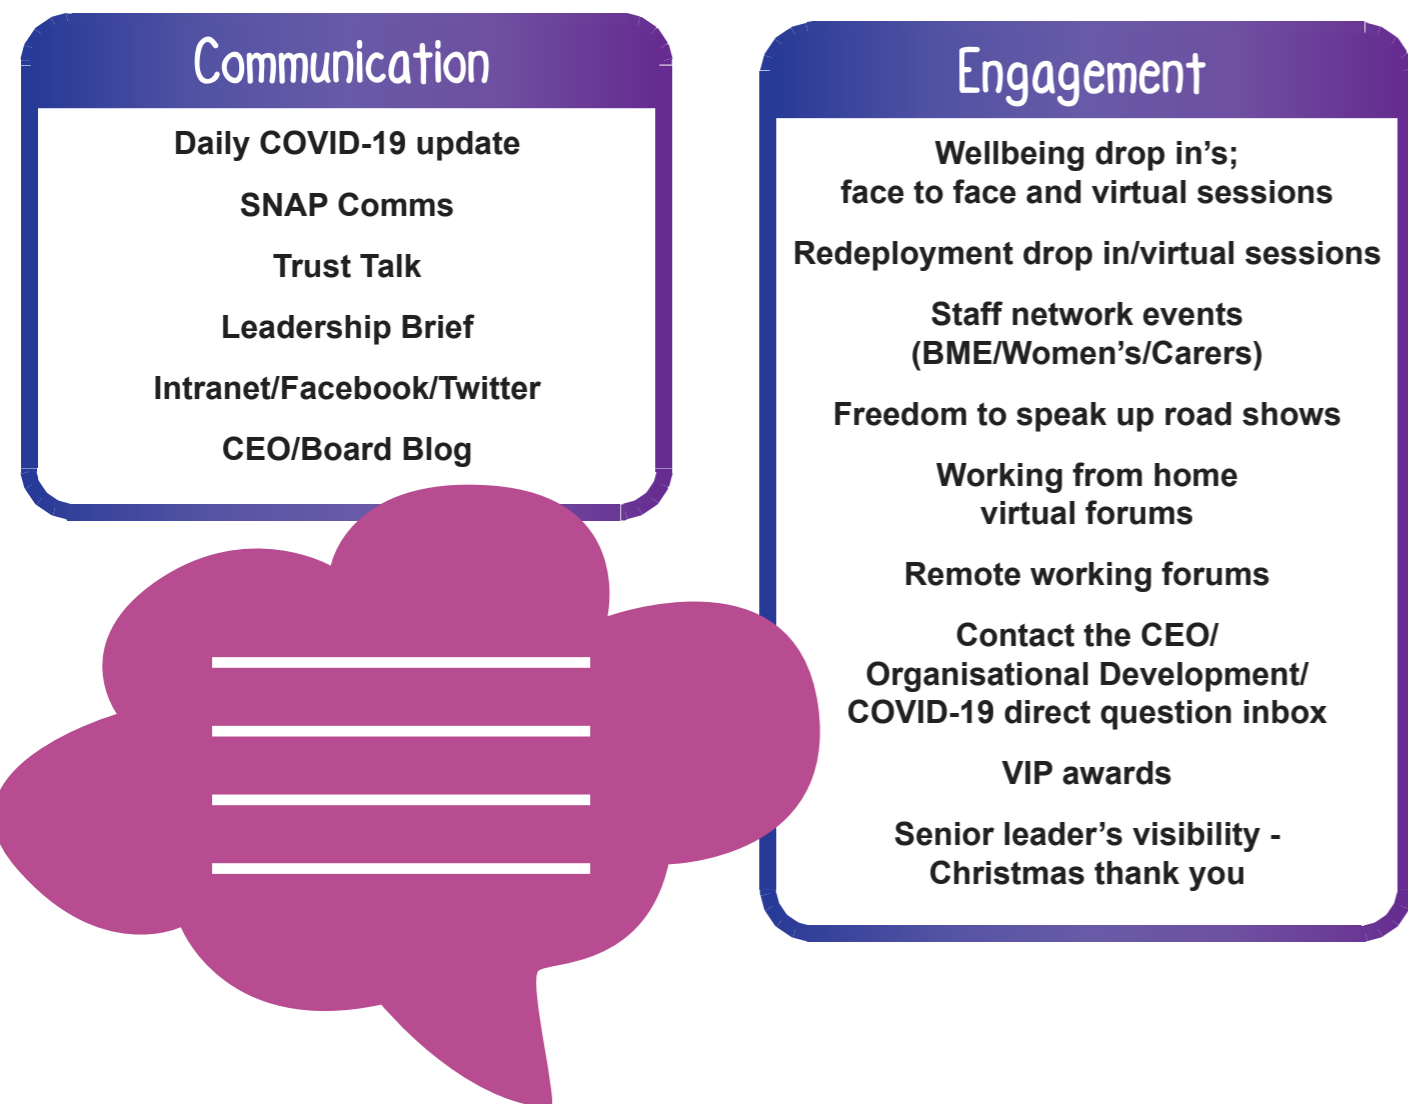 Communication
Daily COVID-19 update
SNAP Comms
Trust Talk
Leadership Brief
Intranet/Facebook/Twitter
CEO/Board Blog
Engagement
Wellbeing drop in’s;
face to face and virtual sessions
Redeployment drop in/virtual sessions
Staff network events
(BME/Women’s/Carers)
Freedom to speak up road shows
Working from home
virtual forums
Remote working forums
Contact the CEO/
Organisational Development/
COVID-19 direct question inbox
VIP awards
Senior leader’s visibility -
Christmas thank you